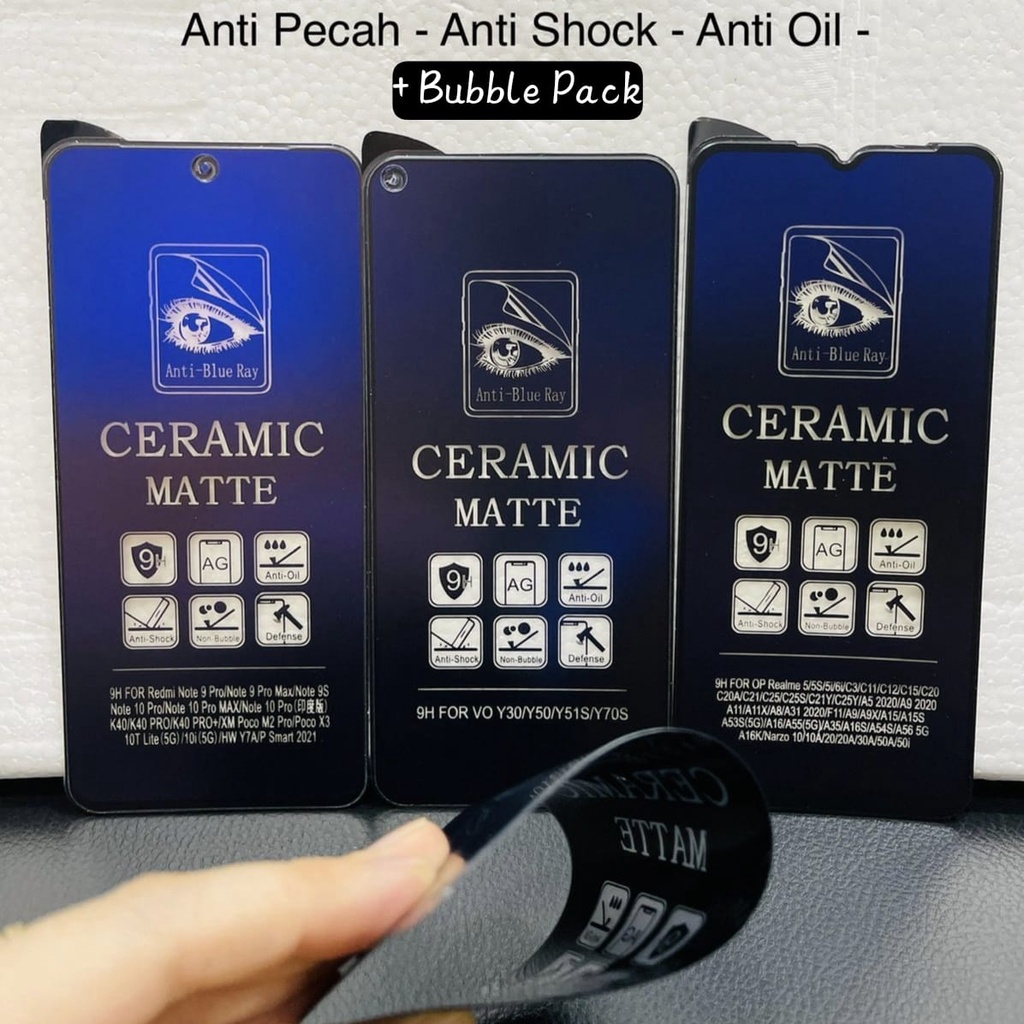 Anti Pecah - Anti Shock - Anti Oil -
+ Bubble Pack
Anti-Blue Ray
CERAMIC
MATTE
9H
AG
Anti-Oil
Anti-Shock
Non-Bubble
Defense
9H FOR Redmi Note 9 Pro/Note 9 Pro Max/Note 9S
Note 10 Pro/Note 10 Pro MAX/Note 10 Pro(印度版)
K40/K40 PRO/K40 PRO+/XM Poco M2 Pro/Poco X3
10T Lite(5G)/10i(5G)/HW Y7A/P Smart 2021
Anti-Blue Ray
CERAMIC
MATTE
9H
AG
Anti-Oil
Anti-Shock
Non-Bubble
Defense
9H FOR VO Y30/Y50/Y51S/Y70S
Anti-Blue Ray
CERAMIC
MATTE
9H
AG
Anti-Oil
Anti-Shock
Non-Bubble
Defense
9H FOR OP Realme 5/5S/5i/6i/C3/C11/C12/C15/C20
C20A/C21/C25/C25S/C21Y/C25Y/A5 2020/A9 2020
A11/A11X/A8/A31 2020/F11/A9/A9X/A15/A15S
A53S(5G)/A16/A55(5G)/A35/A16S/A54S/A56 5G
A16K/Narzo 10/10A/20/20A/30A/50A/50i
CERAMIC
MATTE
AG